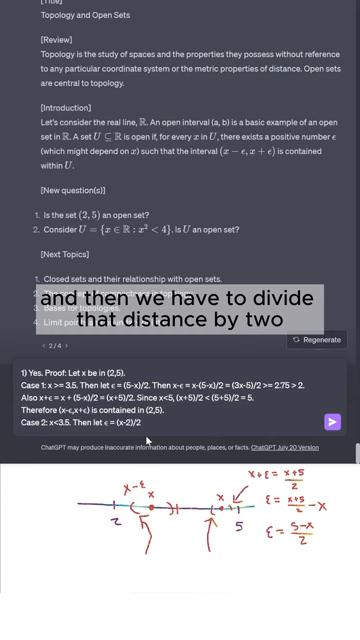 [Title]
Topology and Open Sets
[Review]
Topology is the study of spaces and the properties they possess without reference
to any particular coordinate system or the metric properties of distance. Open sets
are central to topology.
[Introduction]
Let's consider the real line, ℝ. An open interval (a, b) is a basic example of an open
set in ℝ. A set U ⊆ ℝ is open if, for every x in U, there exists a positive number ϵ
(which might depend on x) such that the interval (x − ϵ, x + ϵ) is contained
within U.
[New question(s)]
1. Is the set (2, 5) an open set?
2. Consider U = {x ∈ ℝ : x² < 4}. Is U an open set?
[Next Topics]
1. Closed sets and their relationship with open sets.
and then we have to divide
3. Bases for topologies.
that distance by two
4. Limit
2 / 4
Regenerate
1) Yes. Proof: Let x be in (2,5).
Case 1: x >= 3.5. Then let ϵ = (5-x)/2. Then x-ϵ = x-(5-x)/2 = (3x-5)/2 >= 2.75 > 2.
Also x+ϵ = x + (5-x)/2 = (x+5)/2. Since x<5, (x+5)/2 < (5+5)/2 = 5.
Therefore (x-ϵ,x+ϵ) is contained in (2,5).
Case 2: x<3.5. Then let ϵ = (x-2)/2
ChatGPT may produce inaccurate information about people, places, or facts. ChatGPT July 20 Version
x+ε = x+5/2
x-ε
x
x
ε = x+5/2 - x
2
5
ε = 5-x/2